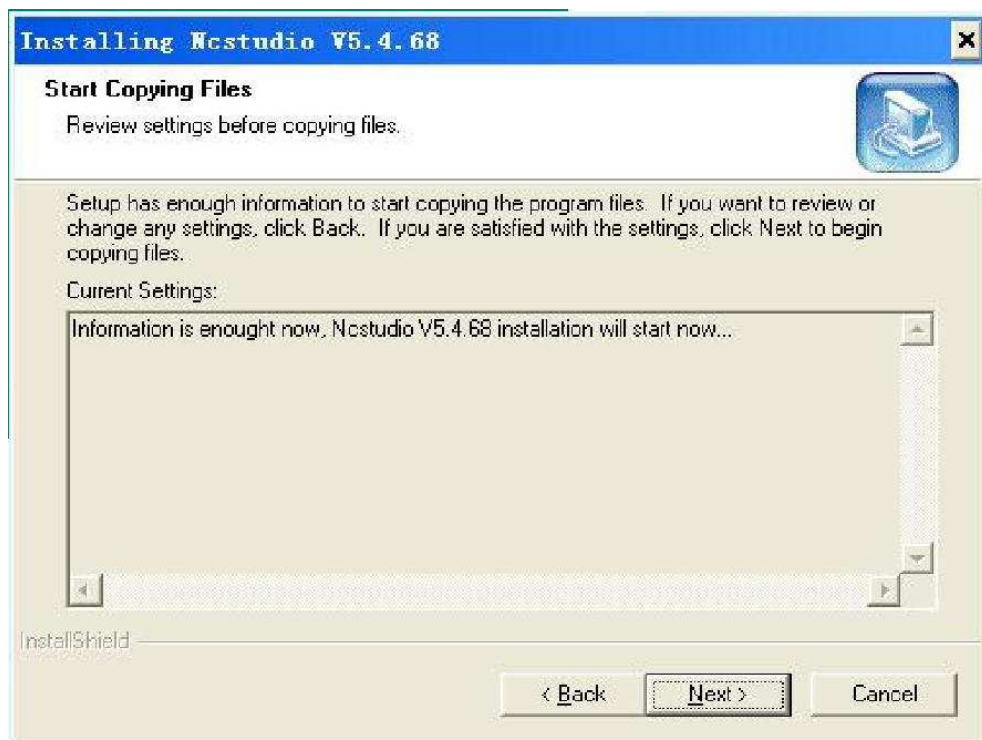 Installing Ncstudio V5.4.68
Start Copying Files
Review settings before copying files.
Setup has enough information to start copying the program files. If you want to review or
change any settings, click Back. If you are satisfied with the settings, click Next to begin
copying files.
Current Settings:
Information is enought now, Ncstudio V5.4.68 installation will start now...
InstallShield
< Back
Next >
Cancel